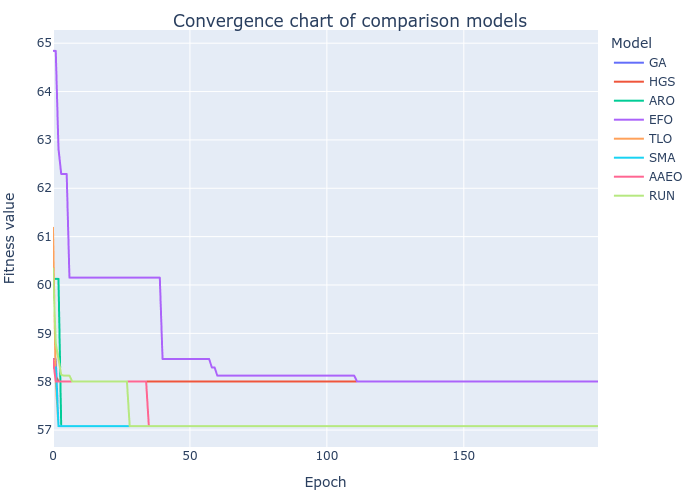 Convergence chart of comparison models
Model
GA
HGS
ARO
EFO
TLO
SMA
AAEO
RUN
Fitness value
65
64
63
62
61
60
59
58
57
0
50
100
150
Epoch